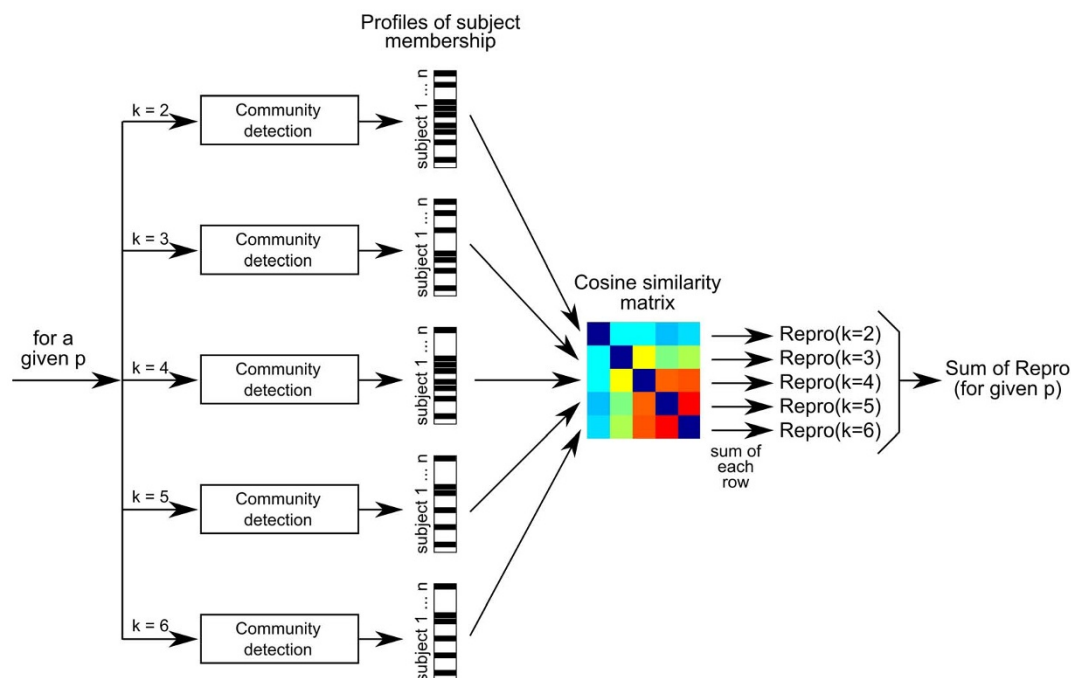 Profiles of subject
membership
k = 2
Community
detection
subject 1 ... n
k = 3
Community
detection
subject 1 ... n
for a
given p
k = 4
Community
detection
subject 1 ... n
k = 5
Community
detection
subject 1 ... n
k = 6
Community
detection
subject 1 ... n
Cosine similarity
matrix
Repro(k=2)
Repro(k=3)
Repro(k=4)
Repro(k=5)
Repro(k=6)
sum of
each
row
Sum of Repro
(for given p)